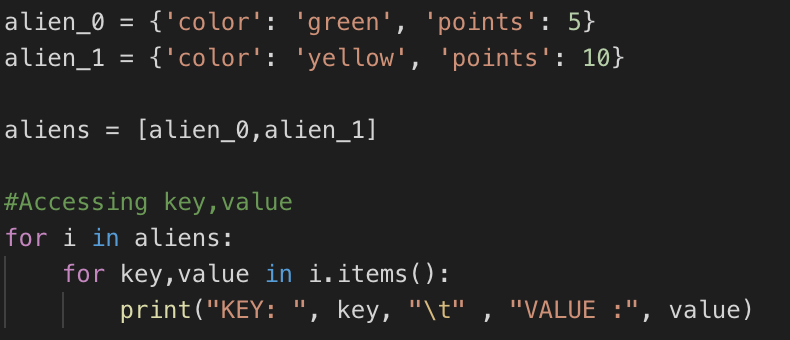 alien_0 = {'color': 'green', 'points': 5}
alien_1 = {'color': 'yellow', 'points': 10}

aliens = [alien_0,alien_1]

#Accessing key,value
for i in aliens:
    for key,value in i.items():
        print("KEY: ", key, "\t" , "VALUE :", value)